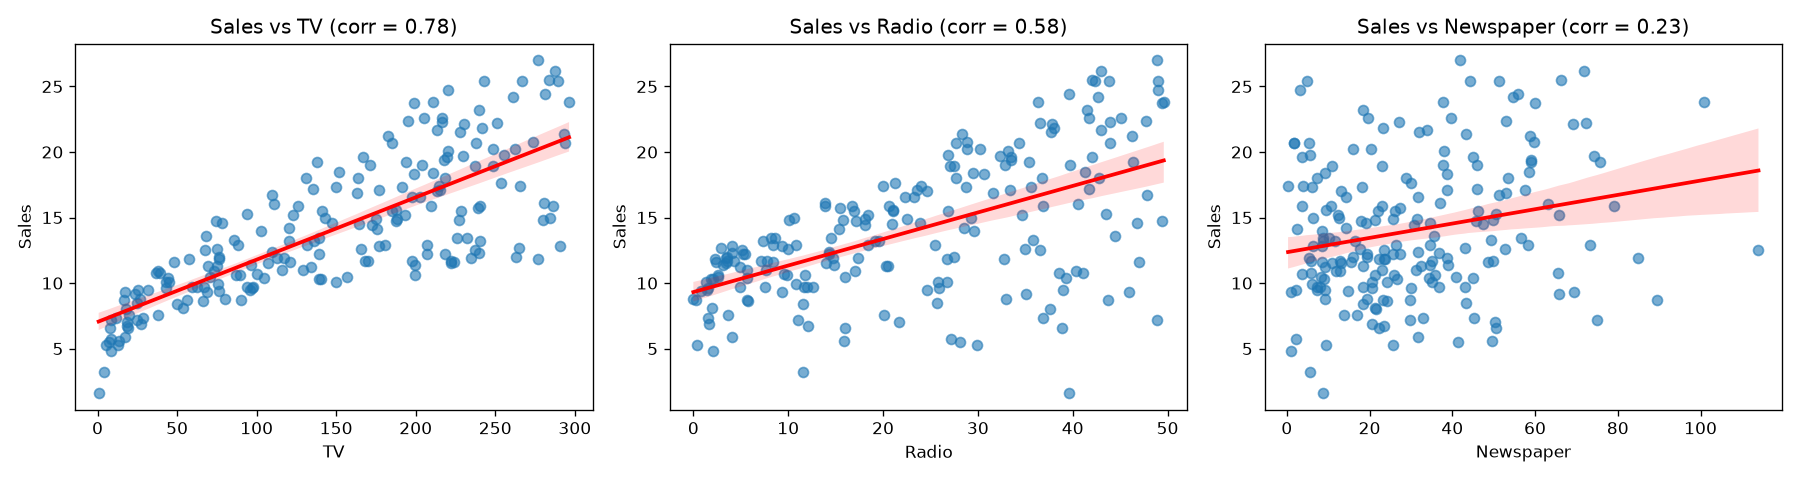 Sales vs TV (corr = 0.78)
25
20
15
10
5
Sales
0 50 100 150 200 250 300
TV
Sales vs Radio (corr = 0.58)
25
20
15
10
5
Sales
0 10 20 30 40 50
Radio
Sales vs Newspaper (corr = 0.23)
25
20
15
10
5
Sales
0 20 40 60 80 100
Newspaper